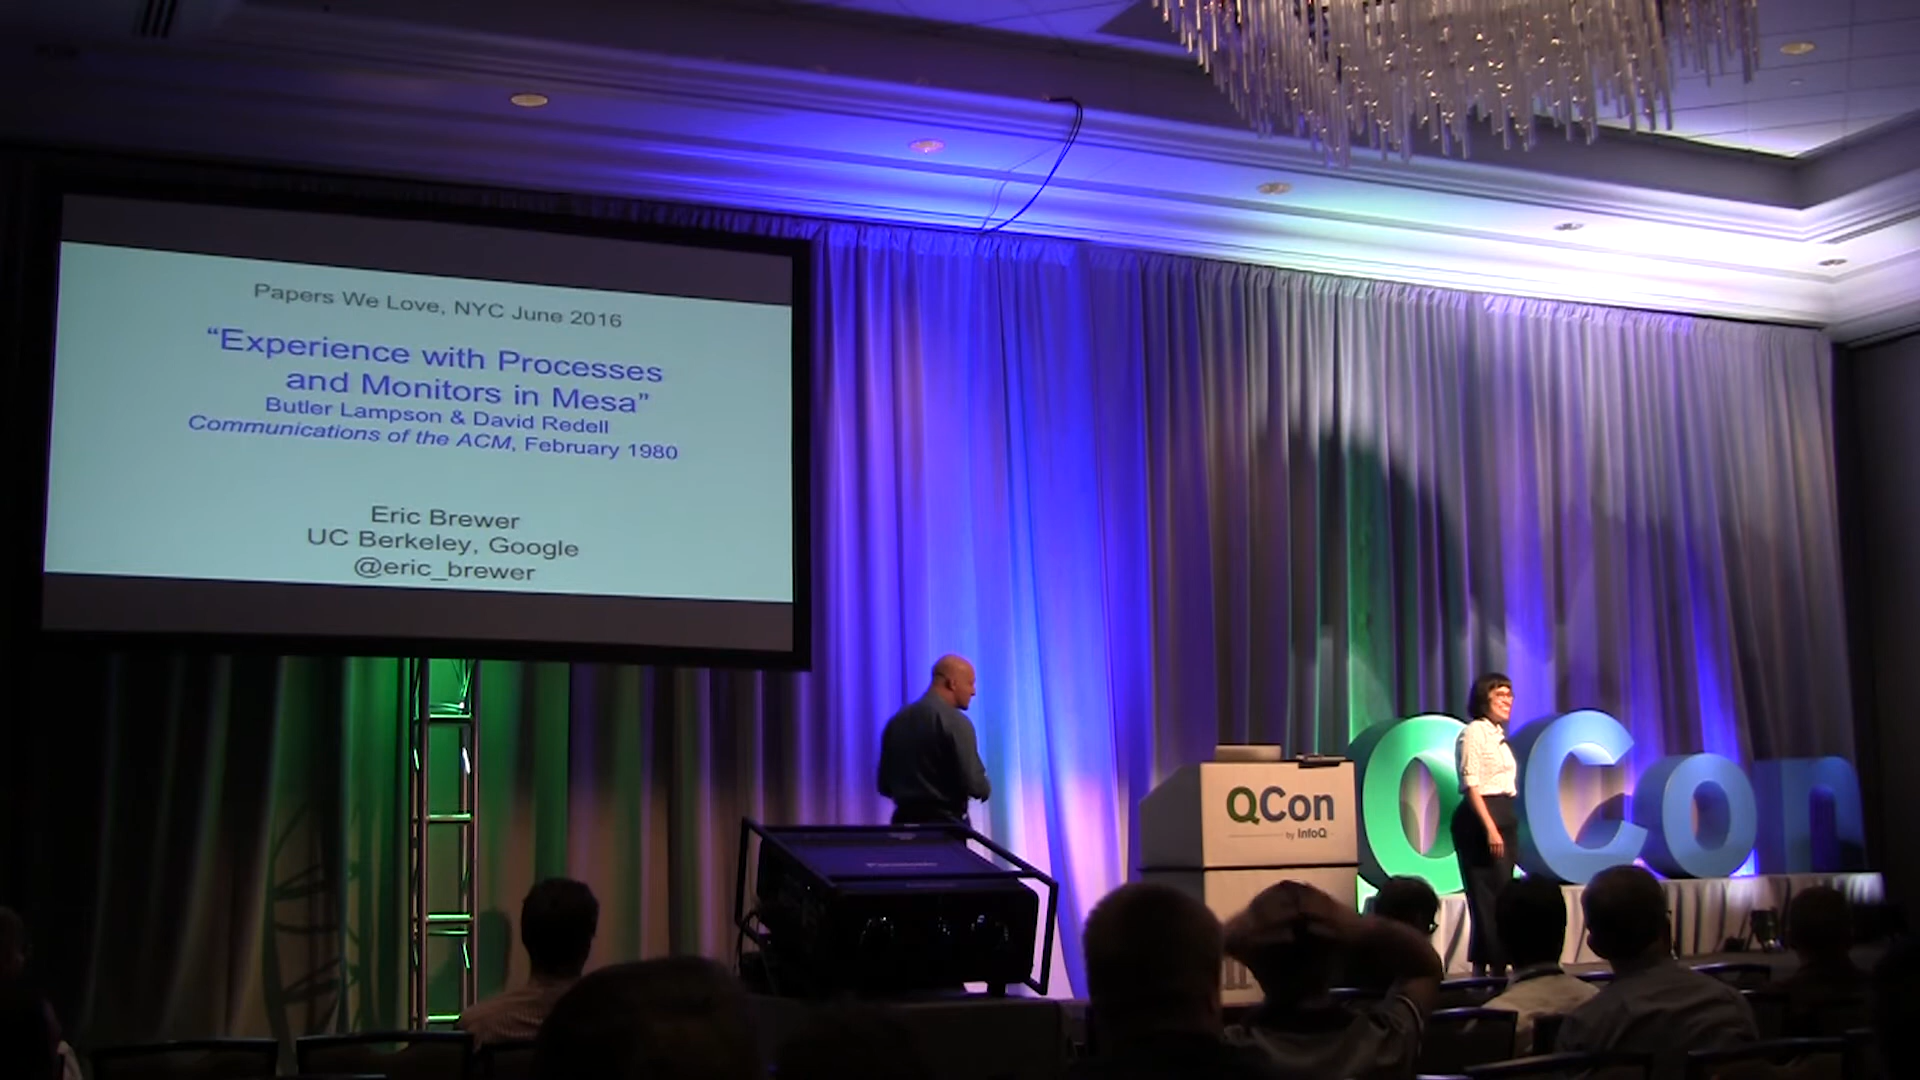 Papers We Love, NYC June 2016
“Experience with Processes
and Monitors in Mesa”
Butler Lampson & David Redell
Communications of the ACM, February 1980
Eric Brewer
UC Berkeley, Google
@eric_brewer
QCon
by InfoQ
QCon